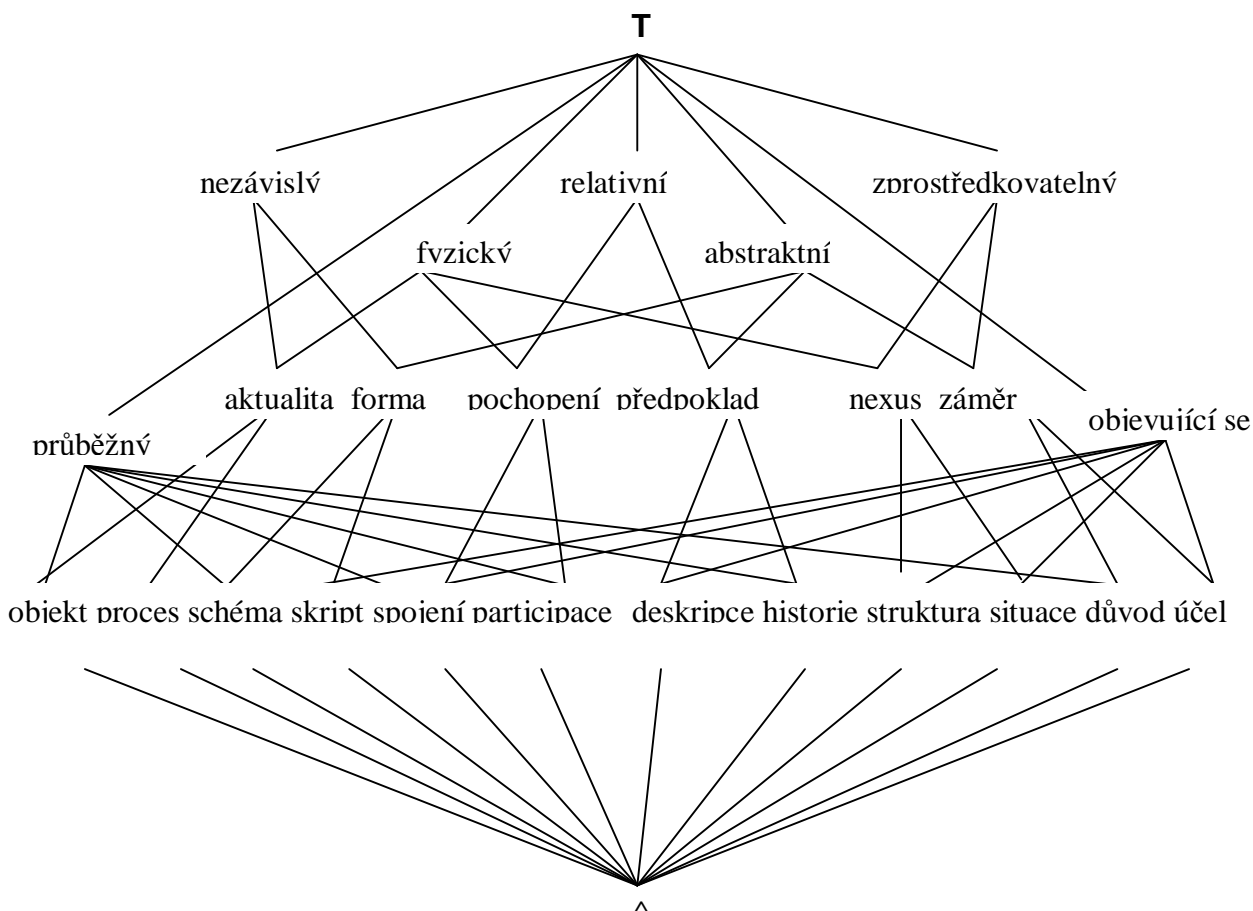 T
nezávislý relativní zprostředkovatelný
fyzický abstraktní
aktualita forma pochopení předpoklad nexus záměr
objevující se
průběžný
objekt proces schéma skript spojení participace deskripce historie struktura situace důvod účel